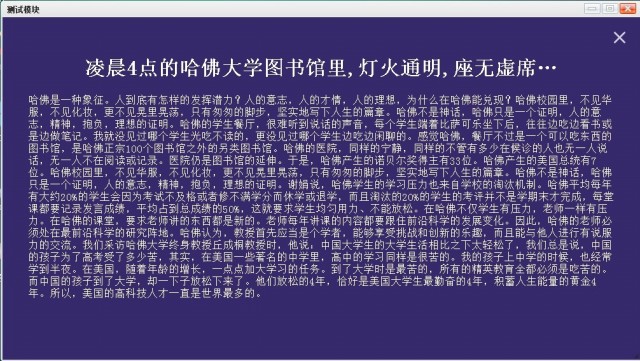 测试模块
凌晨4点的哈佛大学图书馆里,灯火通明,座无虚席…
哈佛是一种象征。人到底有怎样的发挥潜力？人的意志，人的才情，人的理想，为什么在哈佛能兑现？哈佛校园里，不见华
服，不见化妆，更不见晃里晃荡，只有匆匆的脚步，坚实地写下人生的篇章。哈佛不是神话，哈佛只是一个证明，人的意
志，精神，抱负，理想的证明。哈佛的学生餐厅，很难听到说话的声音，每个学生端着比萨可乐坐下后，往往边吃边看书或
是边做笔记。我就没见过哪个学生光吃不读的，更没见过哪个学生边吃边闲聊的。感觉哈佛，餐厅不过是一个可以吃东西的
图书馆，是哈佛正宗100个图书馆之外的另类图书馆。哈佛的医院，同样的宁静，同样的不管有多少在候诊的人也无一人说
话，无一人不在阅读或记录。医院仍是图书馆的延伸。于是，哈佛产生的诺贝尔奖得主有33位。哈佛产生的美国总统有7
位。哈佛校园里，不见华服，不见化妆，更不见晃里晃荡，只有匆匆的脚步，坚实地写下人生的篇章。哈佛不是神话，哈佛
只是一个证明，人的意志，精神，抱负，理想的证明。谢娟说，哈佛学生的学习压力也来自学校的淘汰机制。哈佛平均每年
有大约20%的学生会因为考试不及格或者修不满学分而休学或退学，而且淘汰的20%的学生的考评并不是学期末才完成，每堂
课都要记录发言成绩，平均占到总成绩的50%，这就要求学生均匀用力、不能放松。在哈佛不仅学生有压力，老师一样有压
力。在哈佛的课堂，要求老师讲的东西都是新的。老师每年讲课的内容都要跟往前沿科学的发展变化。因此，哈佛的老师必
须处在最前沿科学的研究阵地。哈佛认为，教授首先应当是个学者，能够享受挑战和创新的乐趣，而且能与他人进行有说服
力的交流。我们采访哈佛大学终身教授丘成桐教授时，他说，中国大学生的大学生活相比之下太轻松了，我们总是说，中国
的孩子为了高考受了多少苦，其实，在美国一些著名的中学里，高中的学习同样是很苦的。我的孩子上中学的时候，也经常
学到半夜。在美国，随着年龄的增长，一点点加大学习的任务。到了大学时是最苦的，所有的精英教育全都必须是吃苦的。
而中国的孩子到了大学，却一下子放松下来了。他们放松的4年，恰好是美国大学生最勤奋的4年，积蓄人生能量的黄金4
年。所以，美国的高科技人才一直是世界最多的。